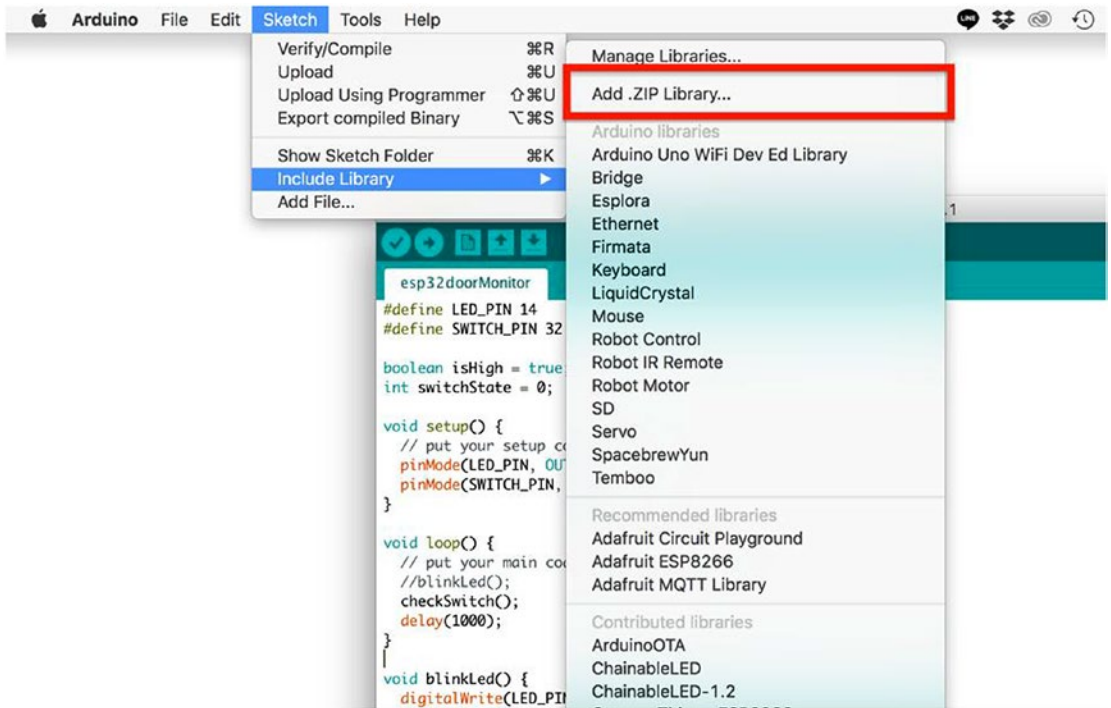 Arduino File Edit Sketch Tools Help LINE
Verify/Compile ⌘R
Upload ⌘U
Upload Using Programmer ⇧⌘U
Export compiled Binary ⌥⌘S
Show Sketch Folder ⌘K
Include Library ▶
Add File...
Manage Libraries...
Add .ZIP Library...
Arduino libraries
Arduino Uno WiFi Dev Ed Library
Bridge
Esplora
Ethernet
Firmata
Keyboard
LiquidCrystal
Mouse
Robot Control
Robot IR Remote
Robot Motor
SD
Servo
SpacebrewYun
Temboo
Recommended libraries
Adafruit Circuit Playground
Adafruit ESP8266
Adafruit MQTT Library
Contributed libraries
ArduinoOTA
ChainableLED
ChainableLED-1.2
.1
esp32doorMonitor
#define LED_PIN 14
#define SWITCH_PIN 32
boolean isHigh = true
int switchState = 0;
void setup() {
// put your setup co
pinMode(LED_PIN, OU
pinMode(SWITCH_PIN,
}
void loop() {
// put your main co
//blinkLed();
checkSwitch();
delay(1000);
}
void blinkLed() {
digitalWrite(LED_PI